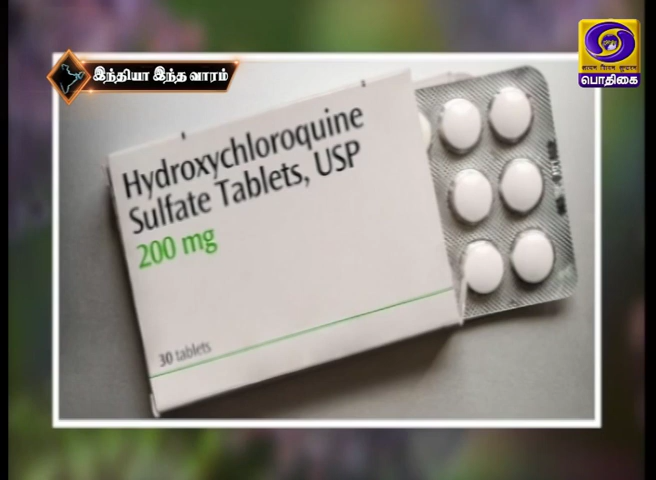 இந்தியா இந்த வாரம்
பொதிகை
Hydroxychloroquine
Sulfate Tablets, USP
200 mg
30 tablets